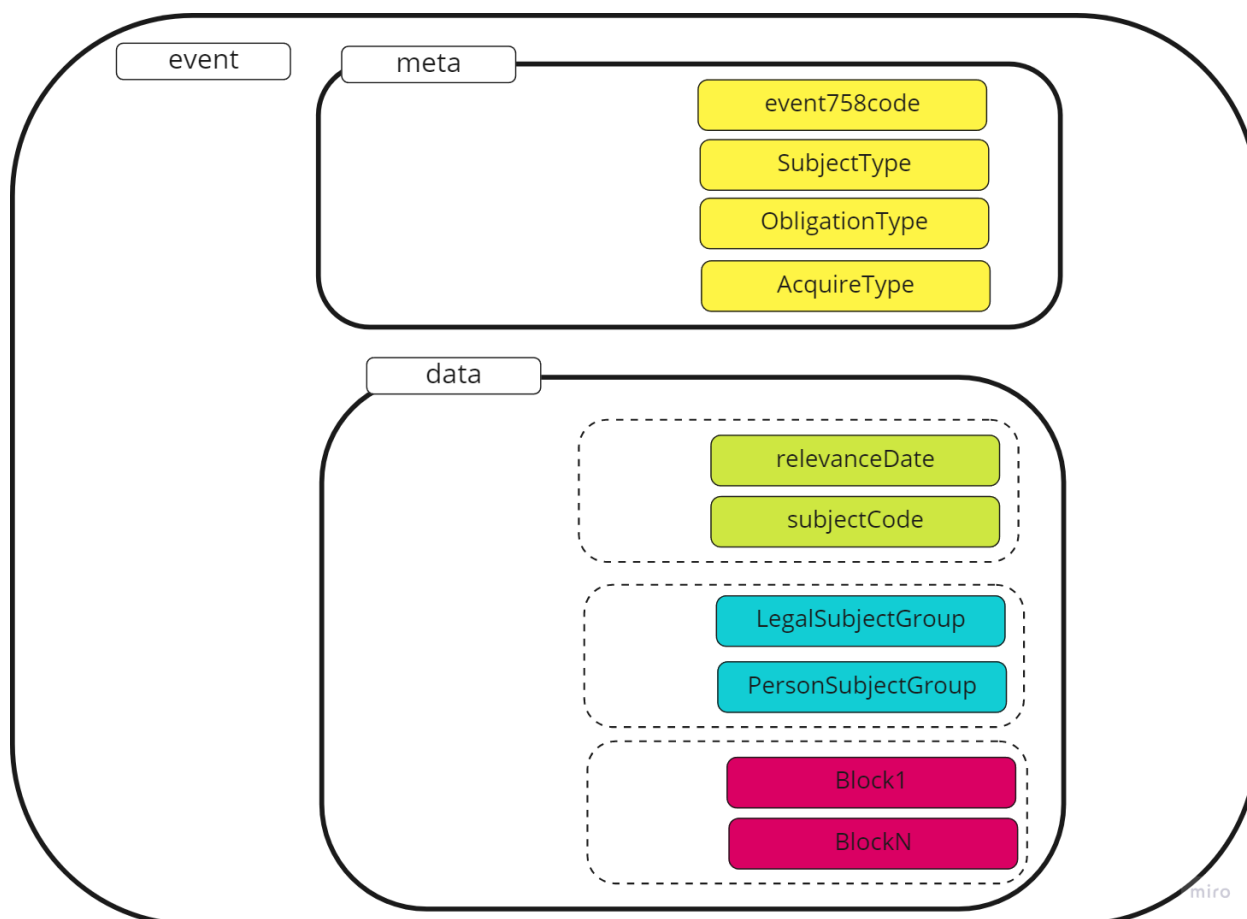 event
meta
event758code
SubjectType
ObligationType
AcquireType
data
relevanceDate
subjectCode
LegalSubjectGroup
PersonSubjectGroup
Block1
BlockN
miro